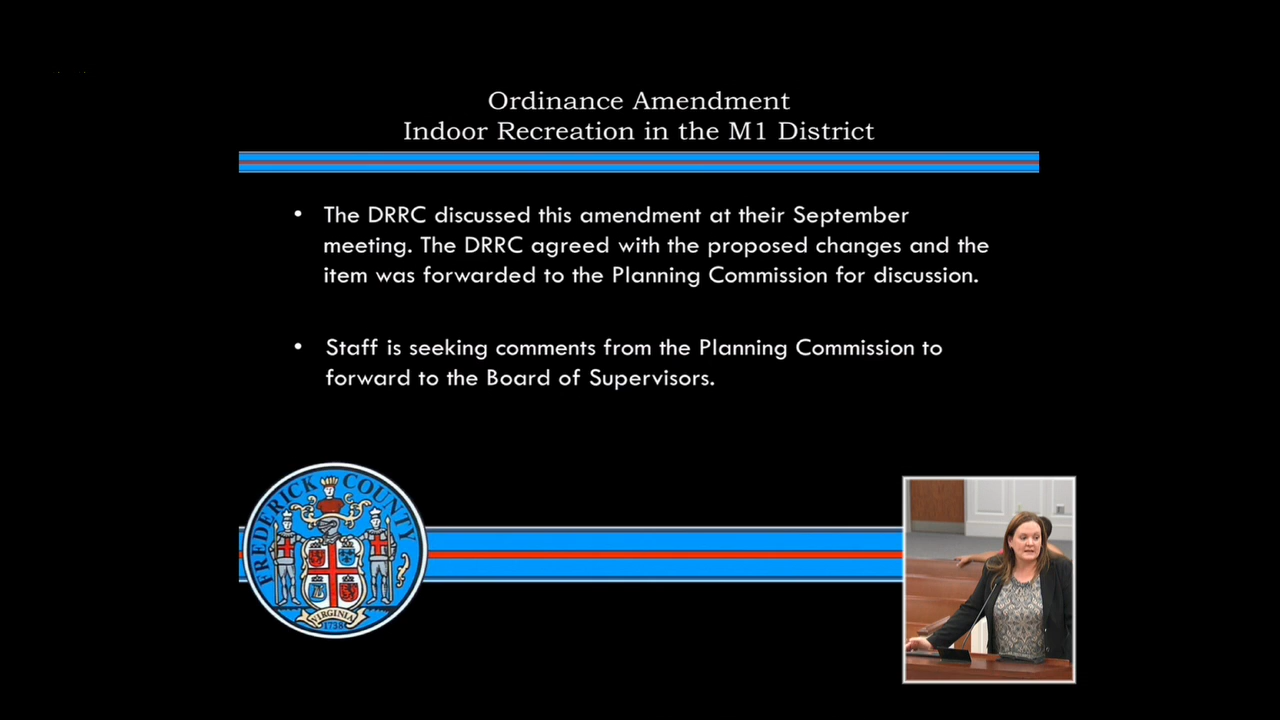 Ordinance Amendment
Indoor Recreation in the M1 District
• The DRRC discussed this amendment at their September
meeting. The DRRC agreed with the proposed changes and the
item was forwarded to the Planning Commission for discussion.
• Staff is seeking comments from the Planning Commission to
forward to the Board of Supervisors.
FREDERICK COUNTY
VIRGINIA
1738